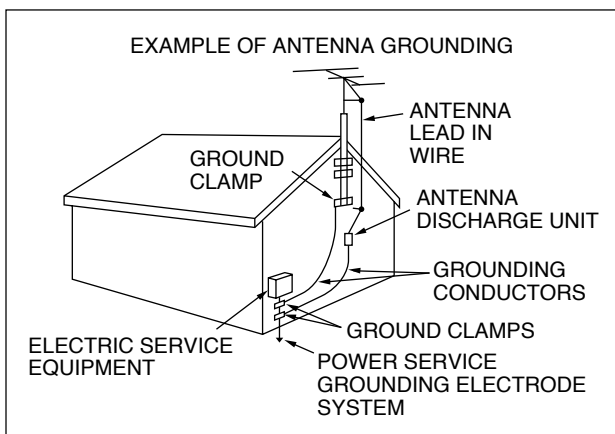 EXAMPLE OF ANTENNA GROUNDING
ANTENNA
LEAD IN
WIRE
GROUND
CLAMP
ANTENNA
DISCHARGE UNIT
GROUNDING
CONDUCTORS
GROUND CLAMPS
ELECTRIC SERVICE
EQUIPMENT
POWER SERVICE
GROUNDING ELECTRODE
SYSTEM